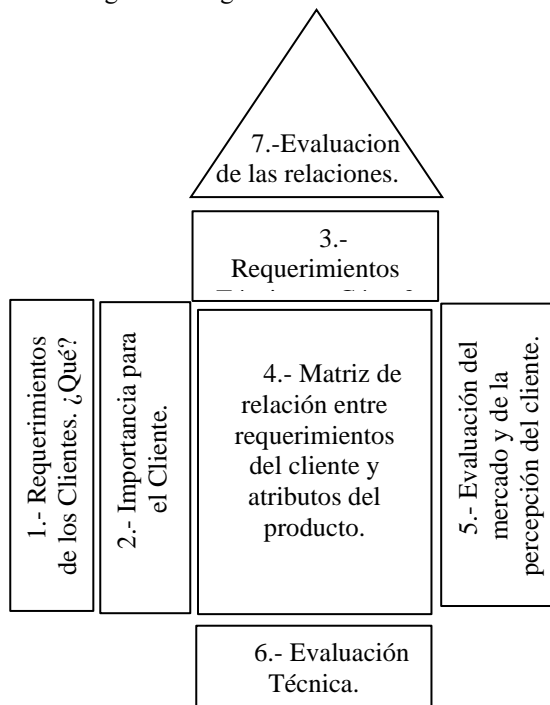 7.-Evaluacion
de las relaciones.
3.-
Requerimientos
1.- Requerimientos
de los Clientes. ¿Qué?
2.- Importancia para
el Cliente.
4.- Matriz de
relación entre
requerimientos
del cliente y
atributos del
producto.
5.- Evaluación del
mercado y de la
percepción del cliente.
6.- Evaluación
Técnica.